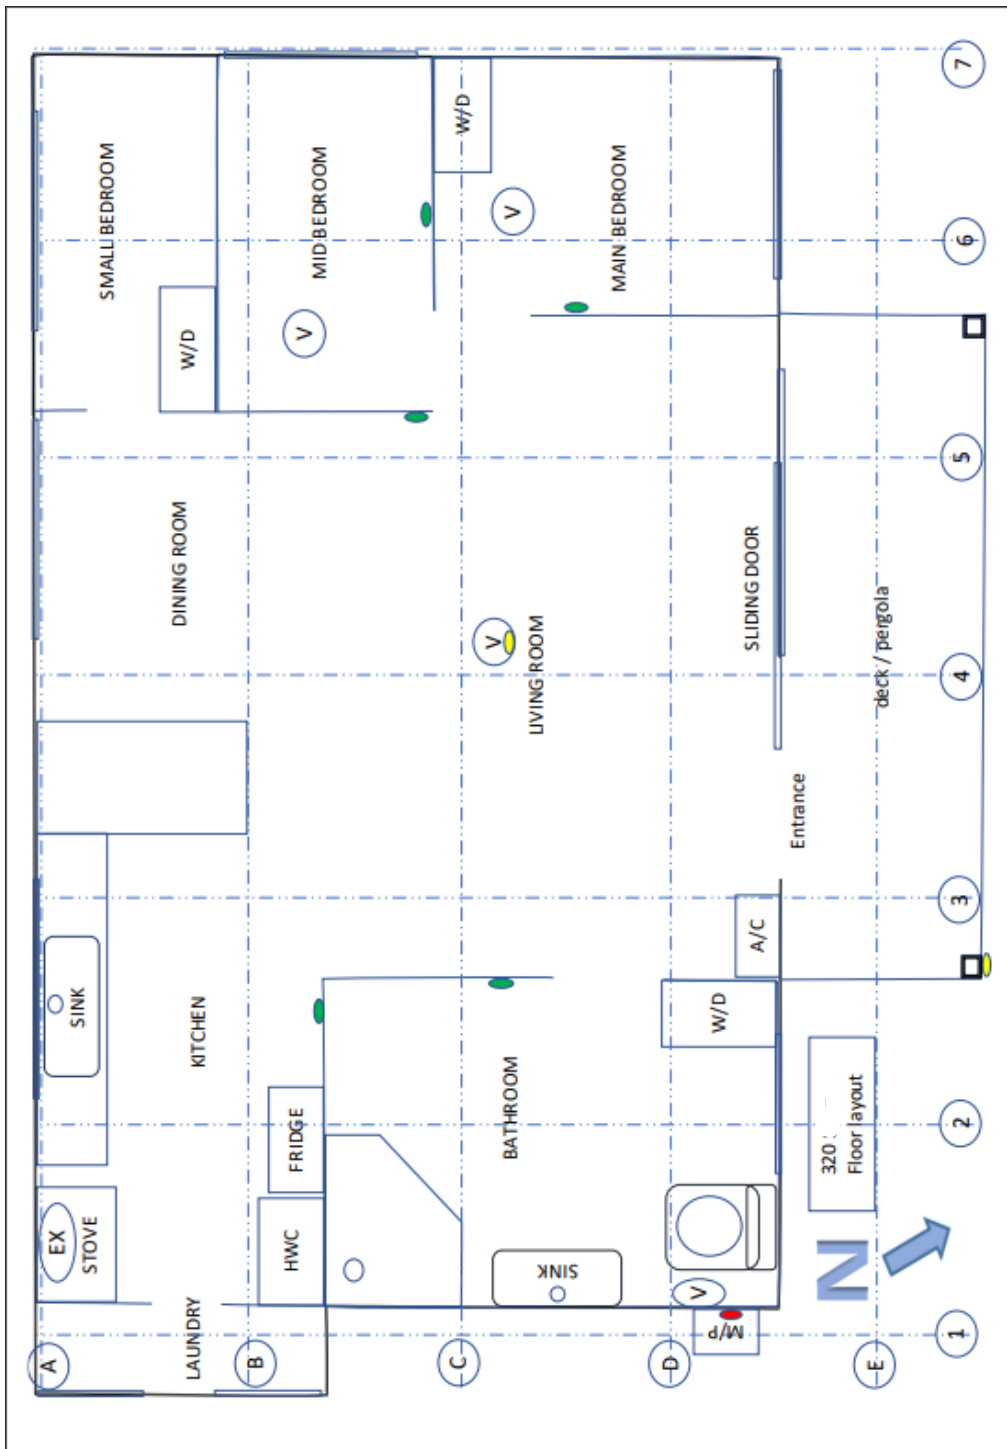 A
B
C
D
E
1
2
3
4
5
6
7
EX
STOVE
SINK
KITCHEN
DINING ROOM
SMALL BEDROOM
W/D
LAUNDRY
HWC
FRIDGE
V
MID BEDROOM
W/D
V
MAIN BEDROOM
BATHROOM
SINK
V
M/P
W/D
A/C
V
LIVING ROOM
SLIDING DOOR
Entrance
deck / pergola
320
Floor layout
N